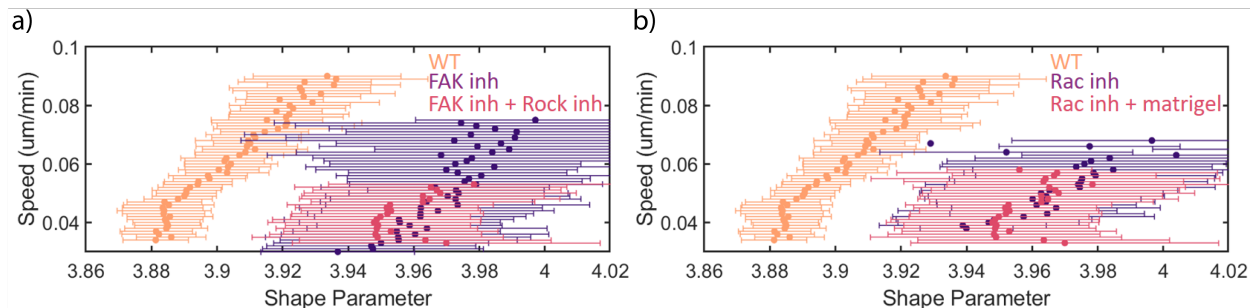 a)
0.1
0.08
0.06
0.04
Speed (um/min)
WT
FAK inh
FAK inh + Rock inh
3.86
3.88
3.9
3.92
3.94
3.96
3.98
4
4.02
Shape Parameter
b)
0.1
0.08
0.06
0.04
Speed (um/min)
WT
Rac inh
Rac inh + matrigel
3.86
3.88
3.9
3.92
3.94
3.96
3.98
4
4.02
Shape Parameter